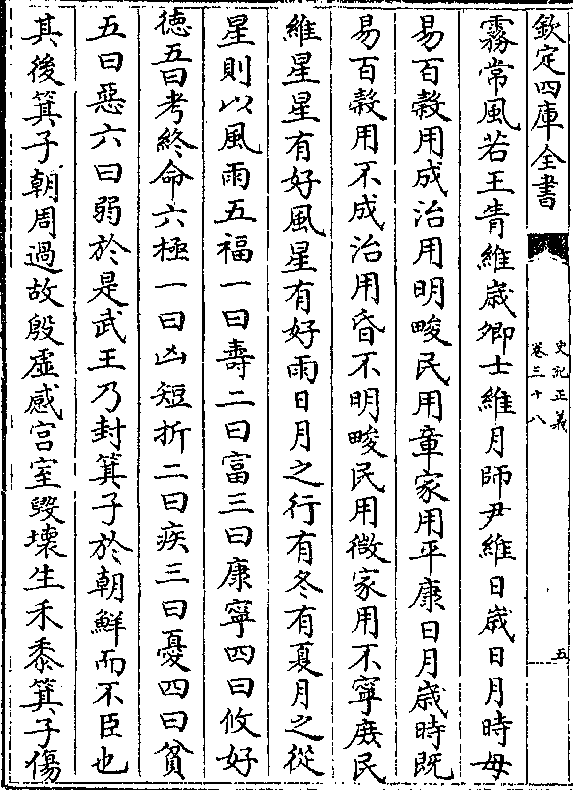 欽定四庫全書
史記正義
卷三十八
五
霧常風若王眚維歳卿士維月師尹維日歳日月時毋
易百穀用成治用明畯民用章家用平康日月歳時既
易百穀用不成治用昏不明畯民用微家用不寧庶民
維星星有好風星有好雨日月之行有冬有夏月之從
星則以風雨五福一曰壽二曰富三曰康寧四曰攸好
徳五曰考終命六極一曰凶短折二曰疾三曰憂四曰貧
五曰惡六曰弱於是武王乃封箕子於朝鮮而不臣也
其後箕子朝周過故殷虛感宫室毀壞生禾黍箕子傷